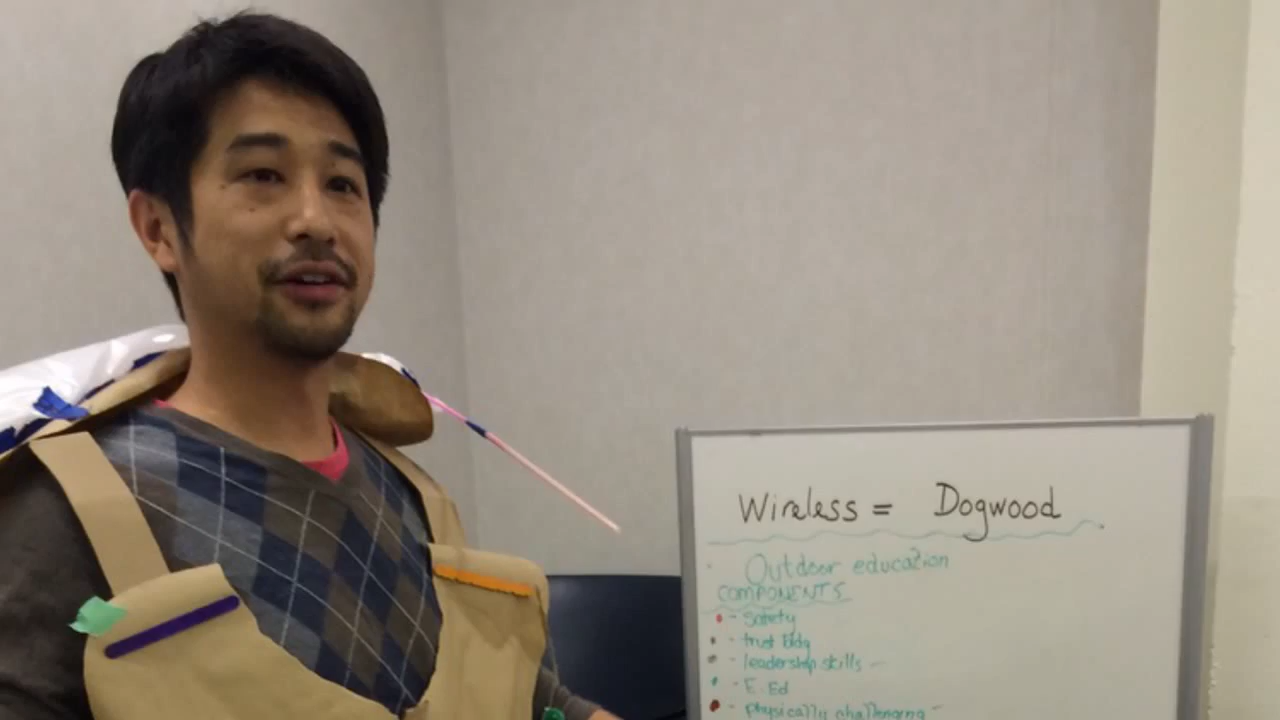 Wireless = Dogwood
Outdoor education
COMPONENTS
- Safety
- trust bldg
- leadership skills -
- E. Ed
- physically challenging -